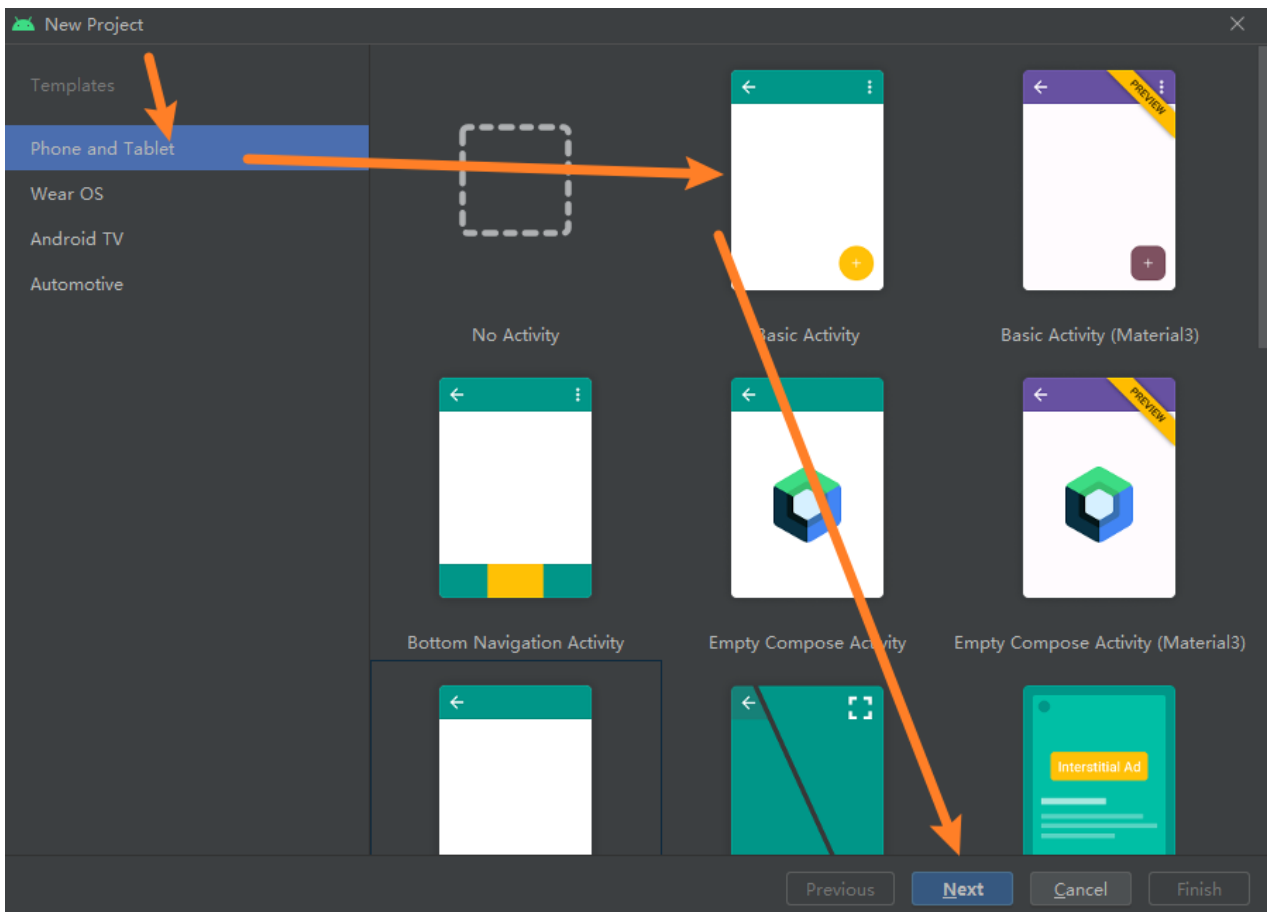 New Project
Templates
Phone and Tablet
Wear OS
Android TV
Automotive
PREVIEW
No Activity
Basic Activity
Basic Activity (Material3)
PREVIEW
Bottom Navigation Activity
Empty Compose Activity
Empty Compose Activity (Material3)
Interstitial Ad
Previous
Next
Cancel
Finish